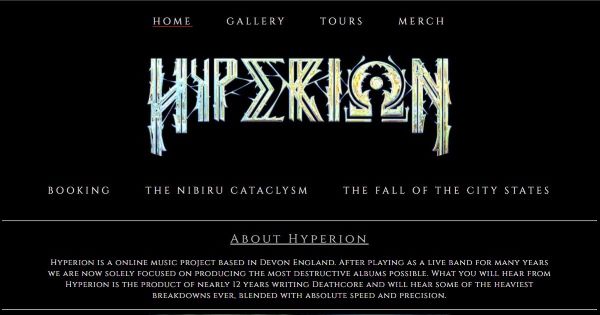 HOME GALLERY TOURS MERCH
HYPERION
BOOKING THE NIBIRU CATACLYSM THE FALL OF THE CITY STATES
About Hyperion
Hyperion is a online music project based in Devon England. After playing as a live band for many years
we are now solely focused on producing the most destructive albums possible. What you will hear from
Hyperion is the product of nearly 12 years writing Deathcore and will hear some of the heaviest
breakdowns ever, blended with absolute speed and precision.